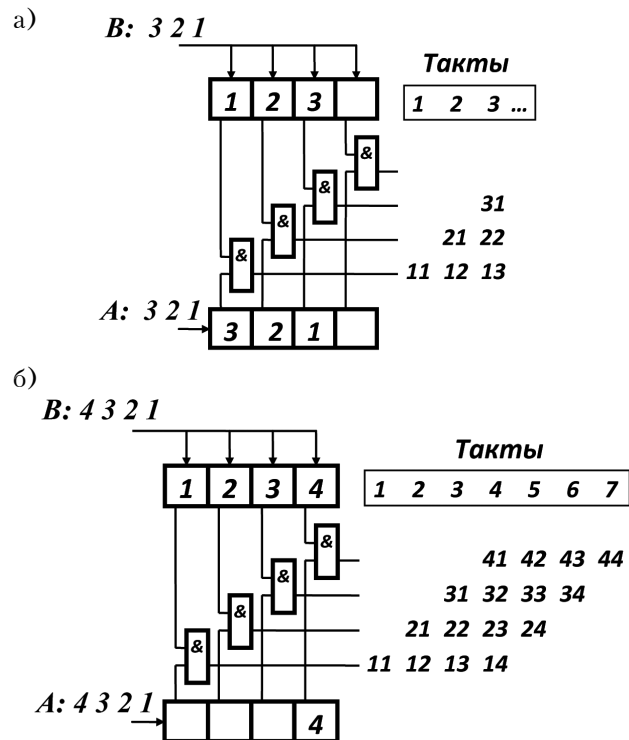 а)
B: 3 2 1
Такты
1 2 3
1 2 3 ...
&
&
31
&
21 22
&
11 12 13
A: 3 2 1
3 2 1
б)
B: 4 3 2 1
Такты
1 2 3 4
1 2 3 4 5 6 7
&
41 42 43 44
&
31 32 33 34
&
21 22 23 24
&
11 12 13 14
A: 4 3 2 1
4